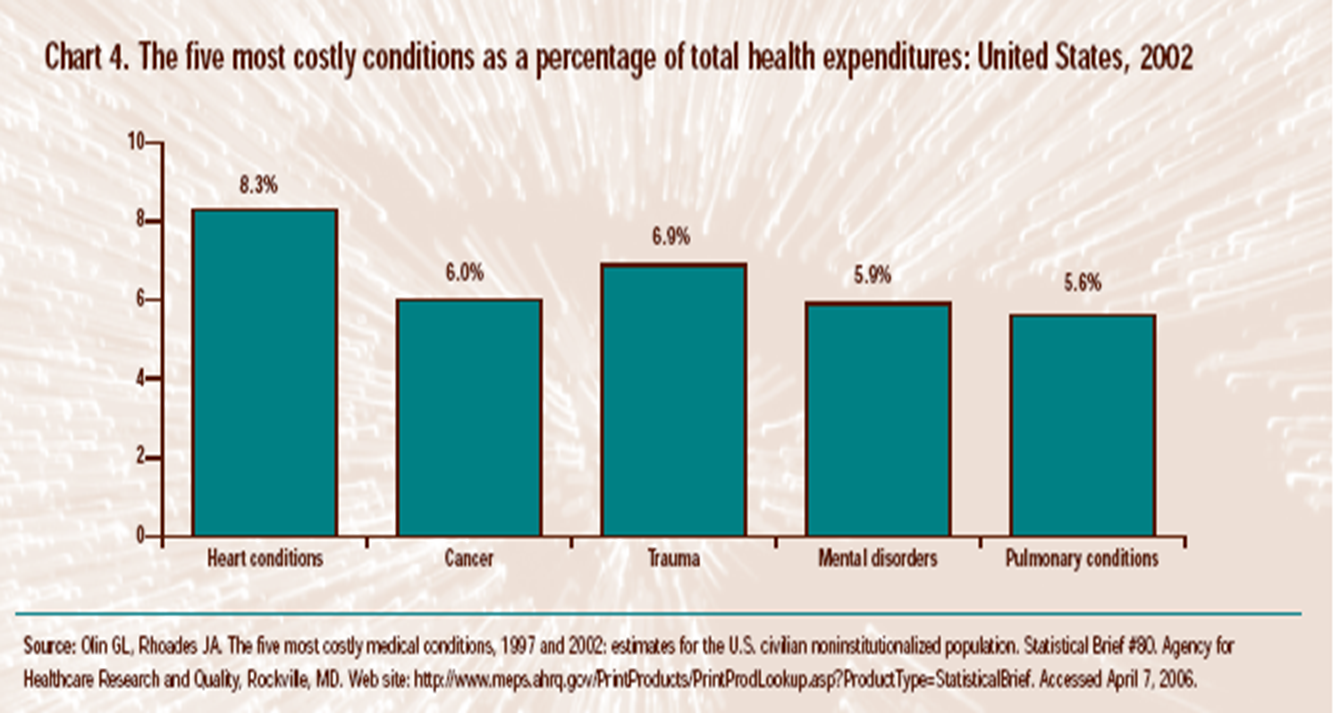 Chart 4. The five most costly conditions as a percentage of total health expenditures: United States, 2002
10
8.3%
8
6.9%
6.0%
5.9%
5.6%
6
4
2
0
Heart conditions Cancer Trauma Mental disorders Pulmonary conditions
Source: Olin GL, Rhoades JA. The five most costly medical conditions, 1997 and 2002: estimates for the U.S. civilian noninstitutionalized population. Statistical Brief #80. Agency for
Healthcare Research and Quality, Rockville, MD. Web site: http://www.meps.ahrq.gov/PrintProducts/PrintProdLookup.asp?ProductType=StatisticalBrief. Accessed April 7, 2006.